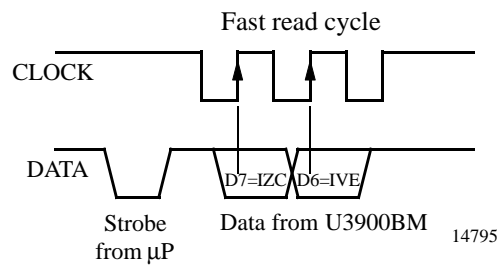 Fast read cycle
CLOCK
DATA
D7=IZC
D6=IVE
Strobe
from µP
Data from U3900BM
14795